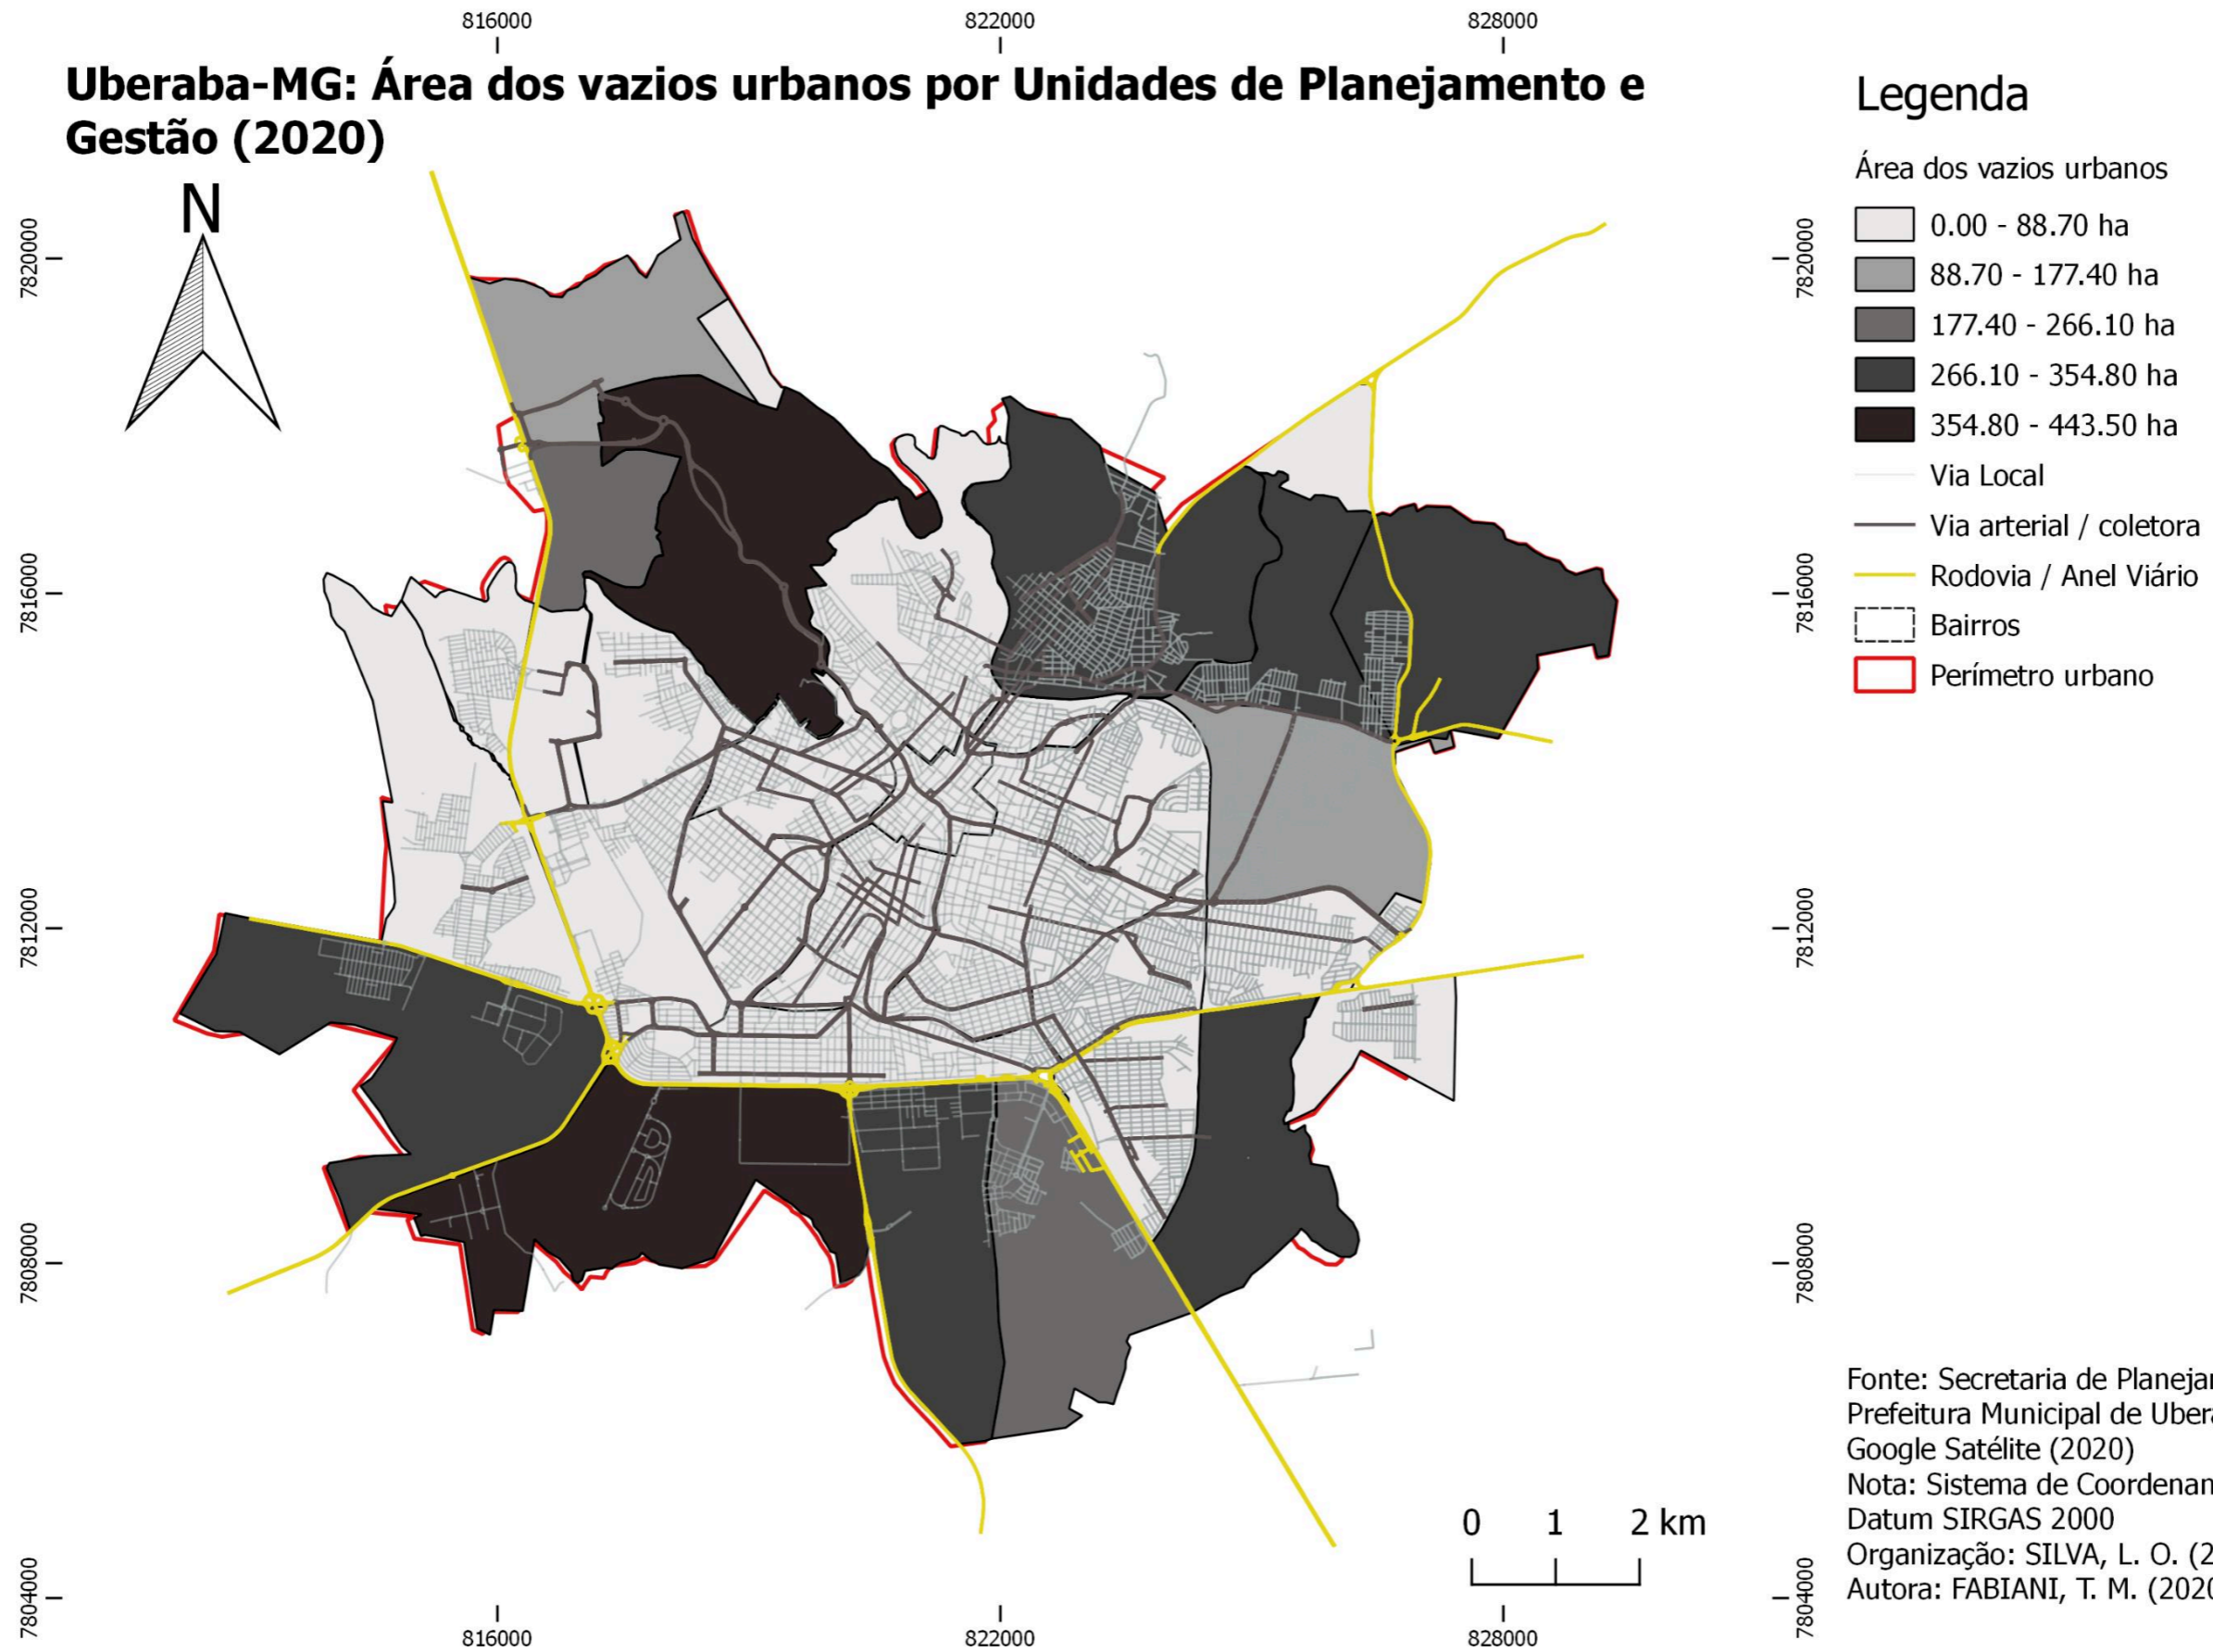 816000 822000 828000
Uberaba-MG: Área dos vazios urbanos por Unidades de Planejamento e
Gestão (2020)
N
7820000
7816000
7812000
7808000
7804000
7820000
7816000
7812000
7808000
7804000
Legenda
Área dos vazios urbanos
0.00 - 88.70 ha
88.70 - 177.40 ha
177.40 - 266.10 ha
266.10 - 354.80 ha
354.80 - 443.50 ha
Via Local
Via arterial / coletora
Rodovia / Anel Viário
Bairros
Perímetro urbano
0 1 2 km
Fonte: Secretaria de
Prefeitura Municipal de
Google Satélite (2020)
Nota: Sistema de
Datum SIRGAS 2000
Organização: SILVA, L. O.
Autora: FABIANI, T. M. (2020
816000 822000 828000